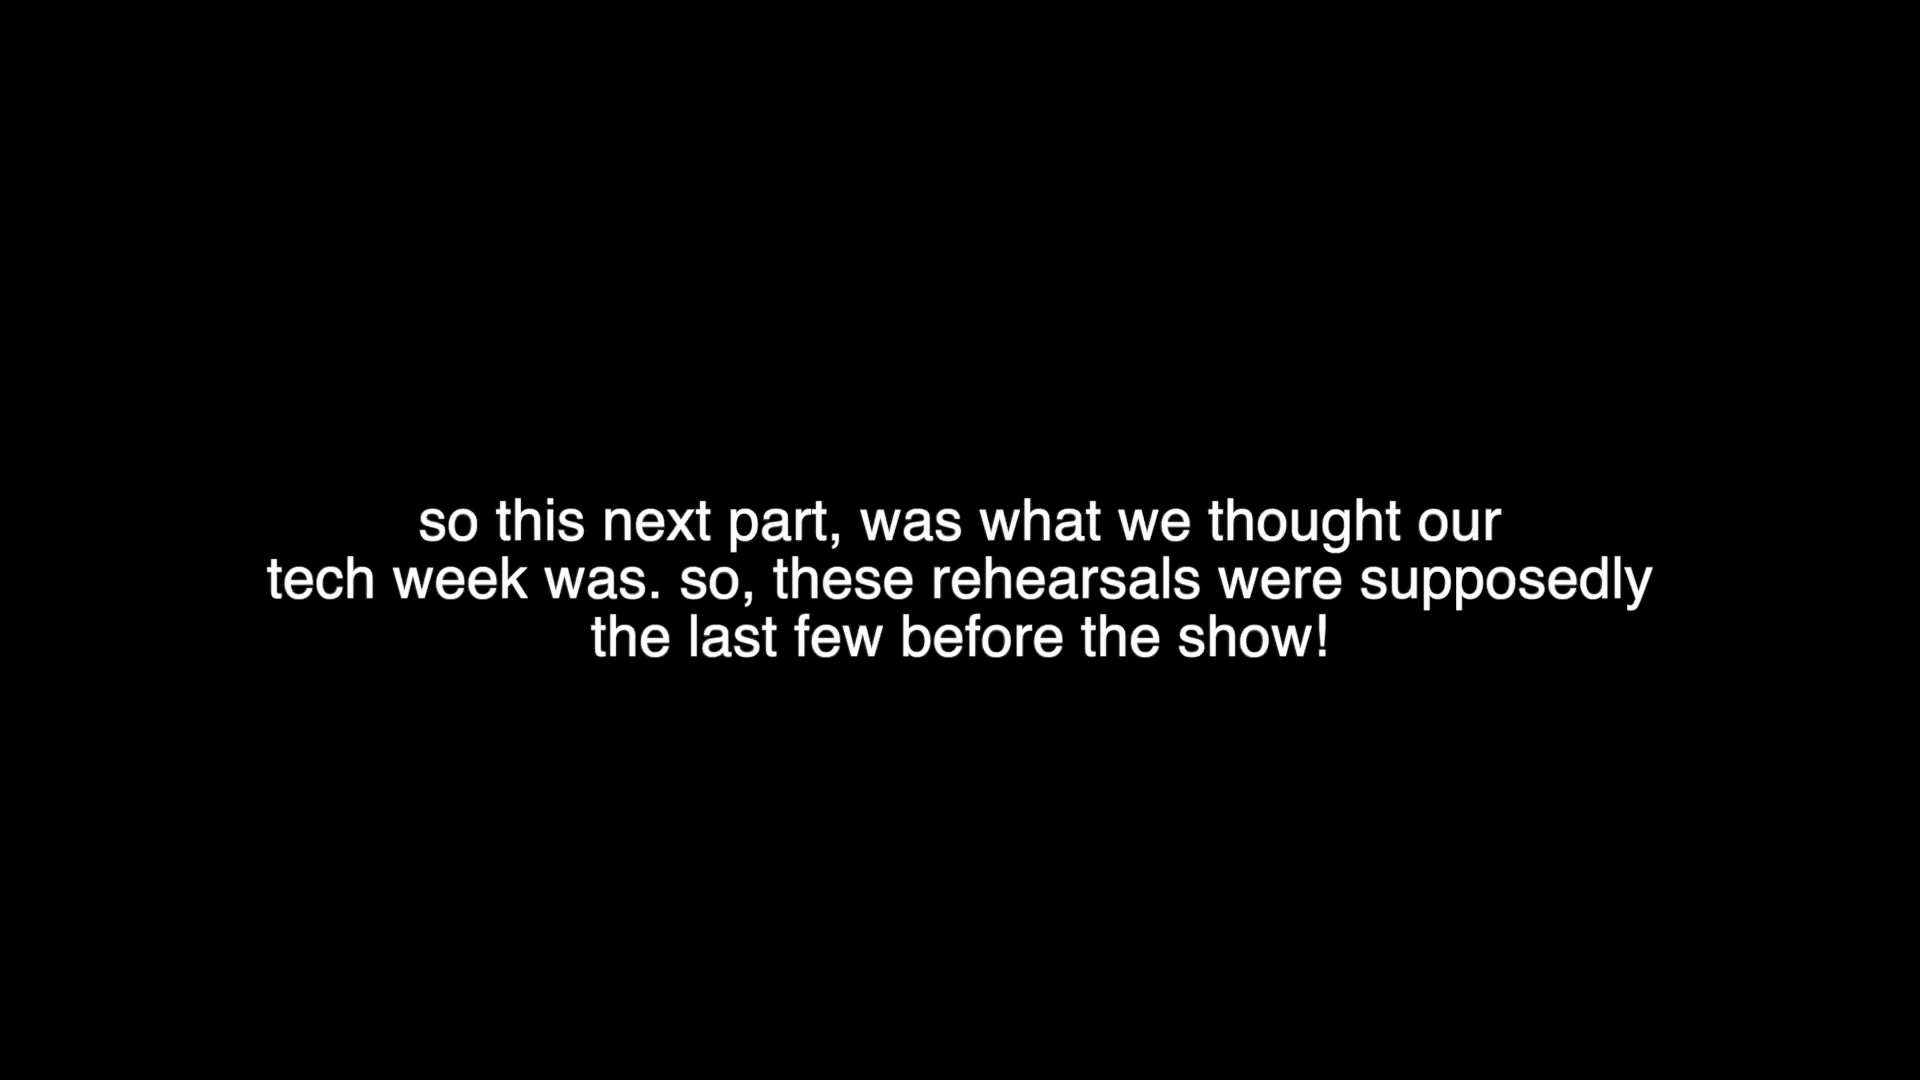 so this next part, was what we thought our
tech week was. so, these rehearsals were supposedly
the last few before the show!